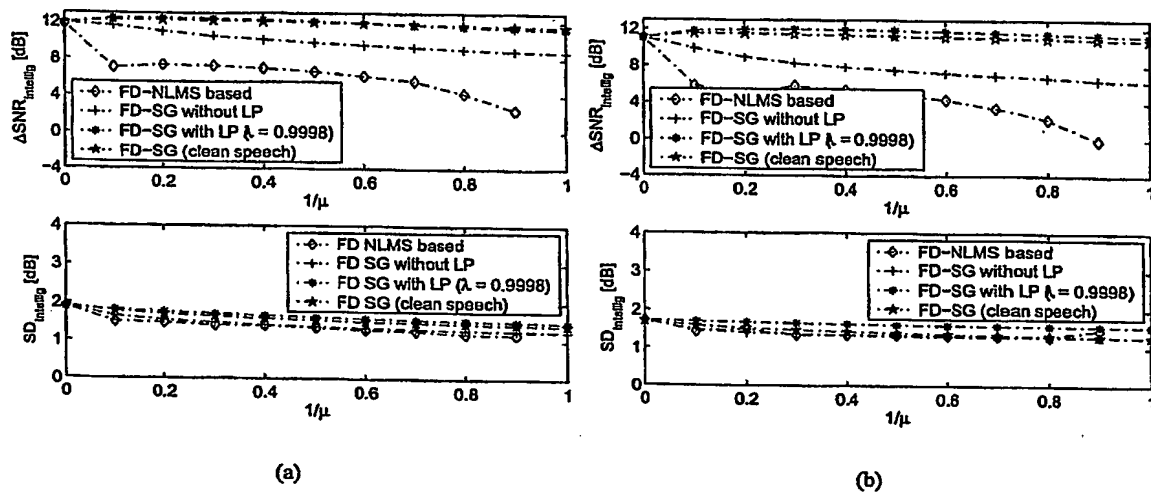 ΔSNR_intellig [dB]
12
8
4
0
−4
FD−NLMS based
FD−SG without LP
FD−SG with LP (λ = 0.9998)
FD−SG (clean speech)
0 0.2 0.4 0.6 0.8 1
1/μ
SD_intellig [dB]
4
3
2
1
0
FD NLMS based
FD SG without LP
FD SG with LP (λ = 0.9998)
FD SG (clean speech)
0 0.2 0.4 0.6 0.8 1
1/μ
(a)
ΔSNR_intellig [dB]
12
8
4
0
−4
FD−NLMS based
FD−SG without LP
FD−SG with LP (λ = 0.9998)
FD−SG (clean speech)
0 0.2 0.4 0.6 0.8 1
1/μ
SD_intellig [dB]
4
3
2
1
0
FD−NLMS based
FD−SG without LP
FD−SG with LP (λ = 0.9998)
FD−SG (clean speech)
0 0.2 0.4 0.6 0.8 1
1/μ
(b)